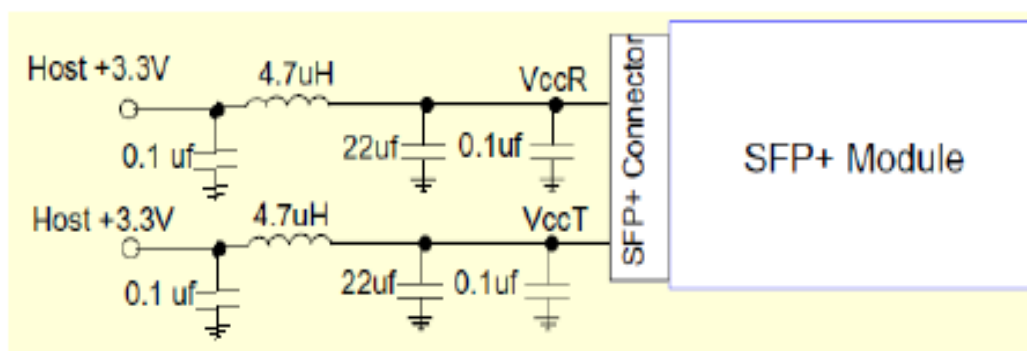 Host +3.3V
4.7uH
VccR
0.1 uf
22uf
0.1uf
Host +3.3V
4.7uH
VccT
0.1 uf
22uf
0.1uf
SFP+ Connector
SFP+ Module